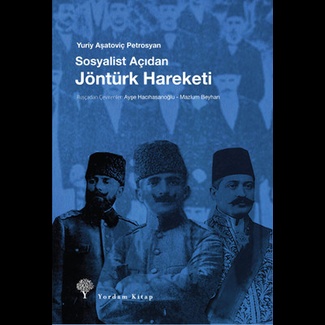 Yuriy Aşatoviç Petrosyan
Sosyalist Açıdan
Jöntürk Hareketi
Rusçadan Çevirenler: Ayşe Hacıhasanoğlu - Mazlum Beyhan
Yordam Kitap